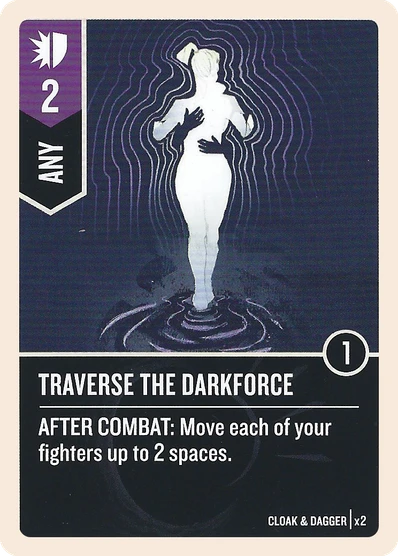 2
ANY
1
TRAVERSE THE DARKFORCE
AFTER COMBAT: Move each of your
fighters up to 2 spaces.
CLOAK & DAGGER | x2